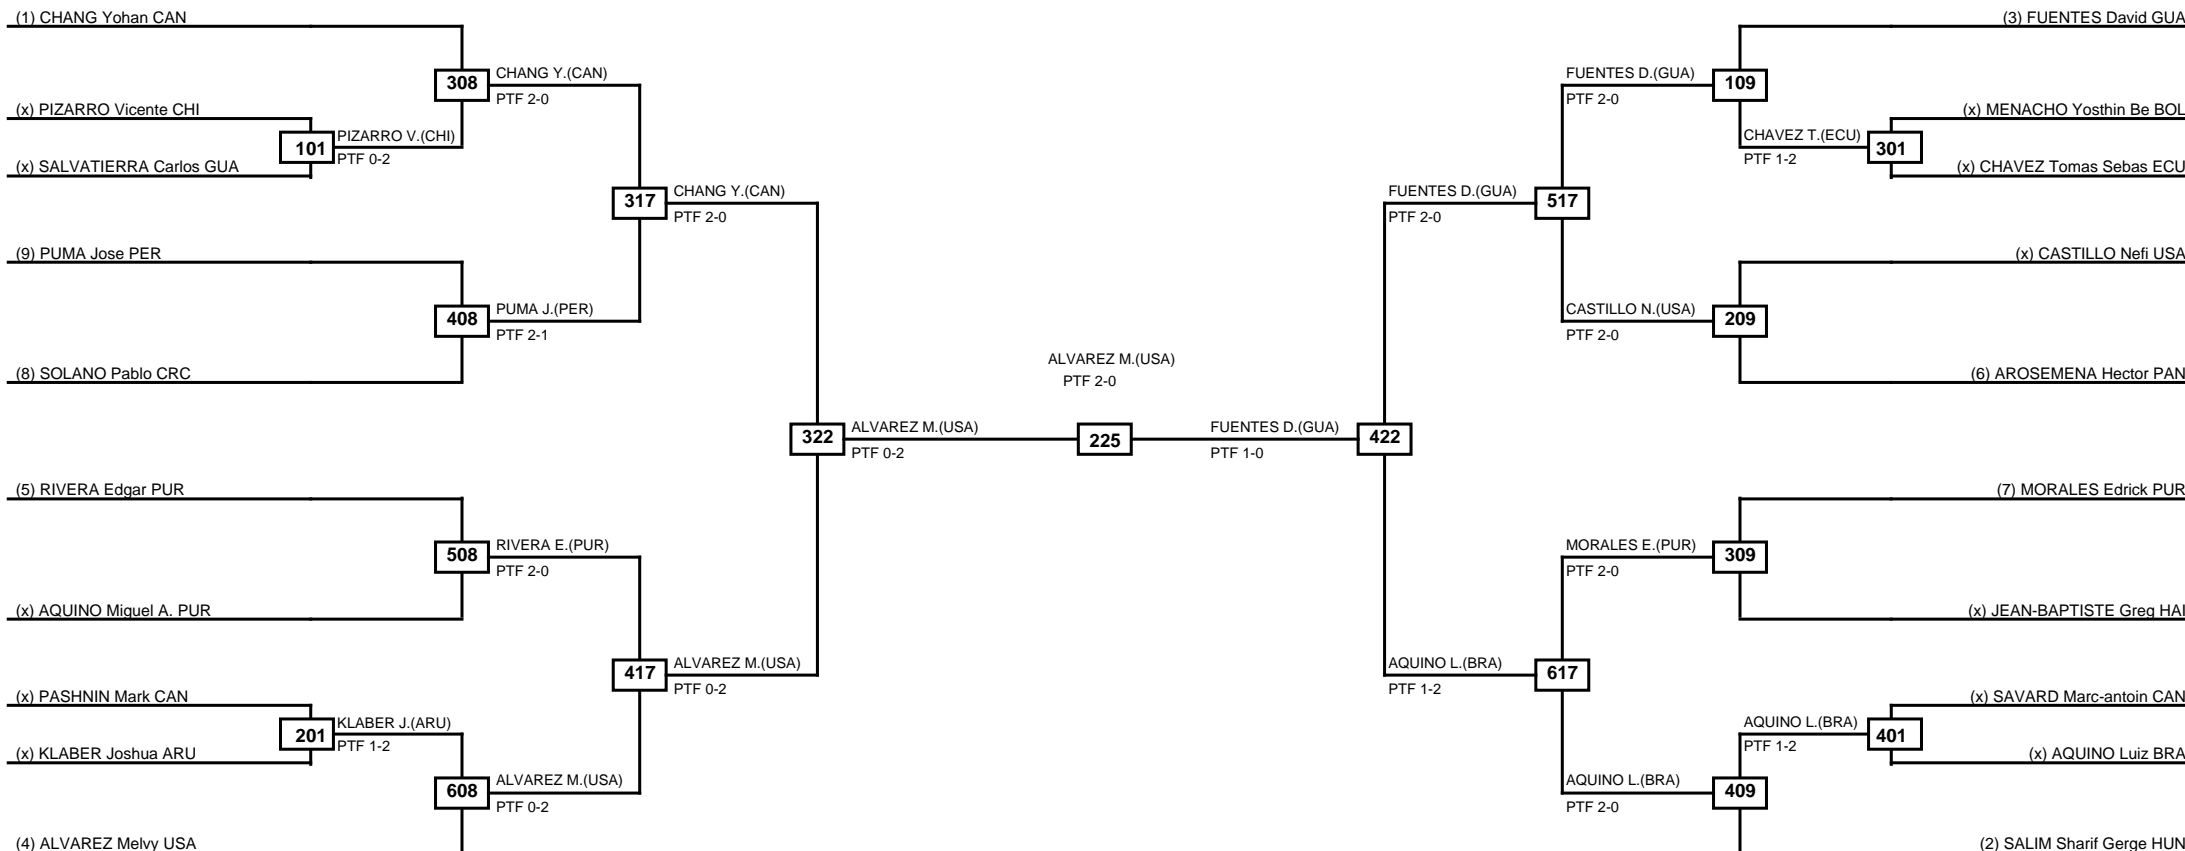 (1) CHANG Yohan CAN
(x) PIZARRO Vicente CHI
(x) SALVATIERRA Carlos GUA
(9) PUMA Jose PER
(8) SOLANO Pablo CRC
(5) RIVERA Edgar PUR
(x) AQUINO Miguel A. PUR
(x) PASHNIN Mark CAN
(x) KLABER Joshua ARU
(4) ALVAREZ Melvy USA
101
PIZARRO V.(CHI)
PTF 0-2
201
KLABER J.(ARU)
PTF 1-2
308
CHANG Y.(CAN)
PTF 2-0
408
PUMA J.(PER)
PTF 2-1
508
RIVERA E.(PUR)
PTF 2-0
608
ALVAREZ M.(USA)
PTF 0-2
317
CHANG Y.(CAN)
PTF 2-0
417
ALVAREZ M.(USA)
PTF 0-2
322
ALVAREZ M.(USA)
PTF 0-2
ALVAREZ M.(USA)
PTF 2-0
225
FUENTES D.(GUA)
PTF 1-0
422
FUENTES D.(GUA)
PTF 2-0
517
AQUINO L.(BRA)
PTF 1-2
617
FUENTES D.(GUA)
PTF 2-0
109
CASTILLO N.(USA)
PTF 2-0
209
MORALES E.(PUR)
PTF 2-0
309
AQUINO L.(BRA)
PTF 2-0
409
CHAVEZ T.(ECU)
PTF 1-2
301
AQUINO L.(BRA)
PTF 1-2
401
(3) FUENTES David GUA
(x) MENACHO Yosthin Be BOL
(x) CHAVEZ Tomas Sebas ECU
(x) CASTILLO Nefi USA
(6) AROSEMENA Hector PAN
(7) MORALES Edrick PUR
(x) JEAN-BAPTISTE Greg HAI
(x) SAVARD Marc-antoin CAN
(x) AQUINO Luiz BRA
(2) SALIM Sharif Gerge HUN